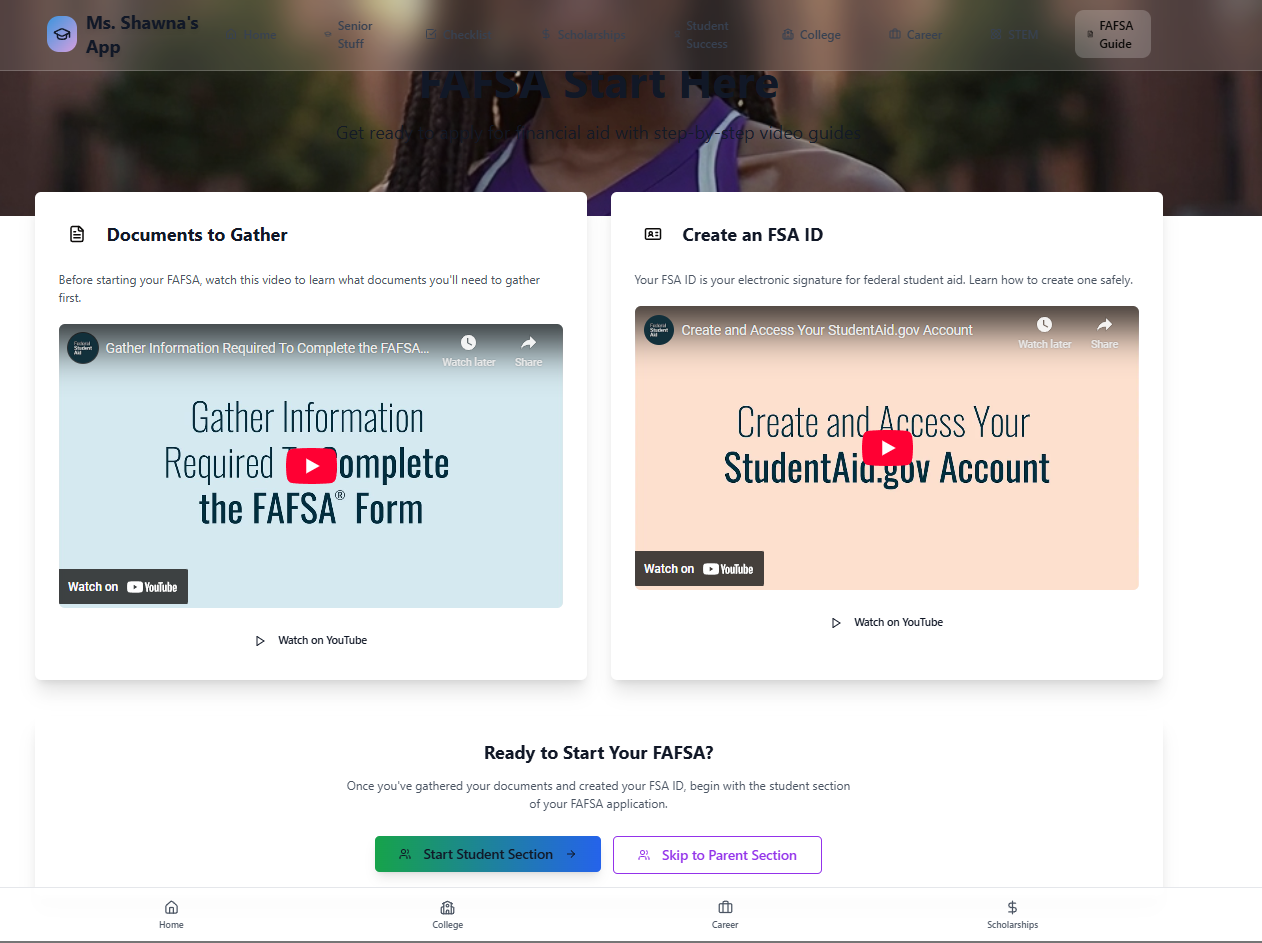 Ms. Shawna's
App
Home
Senior
Stuff
Checklist
Scholarships
Student
Success
College
Career
STEM
FAFSA
Guide
FAFSA Start Here
Get ready to apply for financial aid with step-by-step video guides
Documents to Gather
Before starting your FAFSA, watch this video to learn what documents you'll need to gather
first.
Federal
Student
Aid
Gather Information Required To Complete the FAFSA...
Watch later
Share
Gather Information
Required To Complete
the FAFSA® Form
Watch on YouTube
Watch on YouTube
Create an FSA ID
Your FSA ID is your electronic signature for federal student aid. Learn how to create one safely.
Federal
Student
Aid
Create and Access Your StudentAid.gov Account
Watch later
Share
Create and Access Your
StudentAid.gov Account
Watch on YouTube
Watch on YouTube
Ready to Start Your FAFSA?
Once you've gathered your documents and created your FSA ID, begin with the student section
of your FAFSA application.
Start Student Section
Skip to Parent Section
Home
College
Career
Scholarships